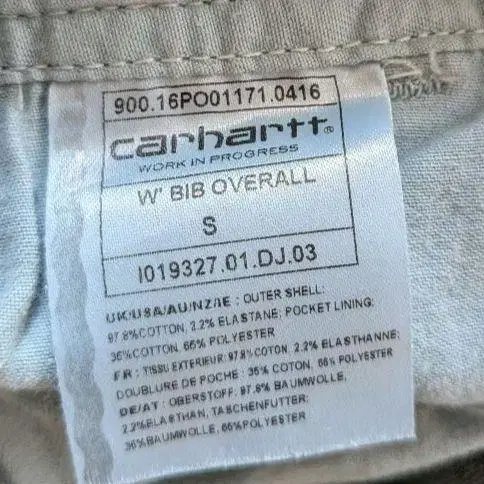 900.16PO01171.0416
carhartt®
WORK IN PROGRESS
W' BIB OVERALL
S
I019327.01.DJ.03
UK/USA/AU/NZ/IE : OUTER SHELL:
97.8%COTTON, 2.2% ELASTANE; POCKET LINING:
35%COTTON, 65% POLYESTER
FR : TISSU EXTERIEUR: 97.8% COTON, 2.2% ELASTHANNE;
DOUBLURE DE POCHE : 35% COTON, 65% POLYESTER
DE/AT : OBERSTOFF: 97.8% BAUMWOLLE,
2.2% ELASTHAN, TASCHENFUTTER:
35%BAUMWOLLE, 65%POLYESTER